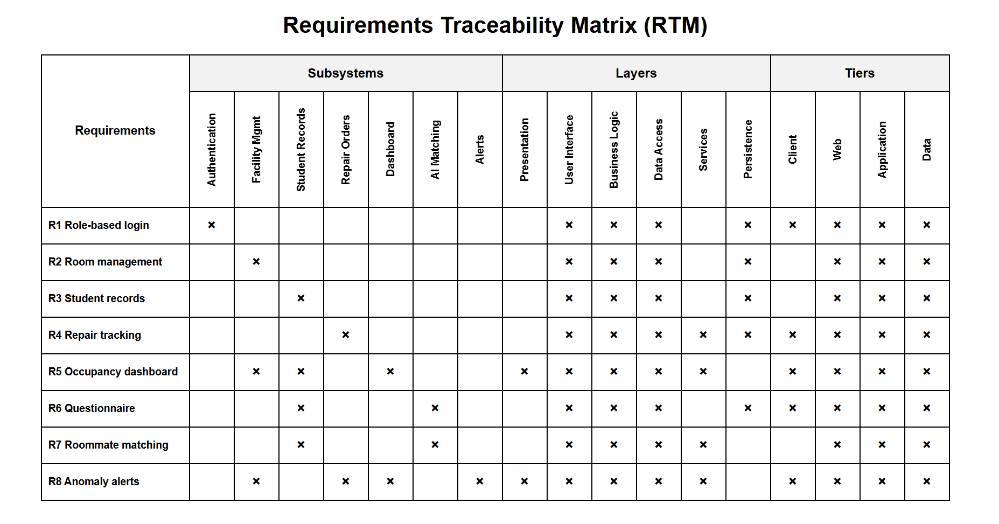 Requirements Traceability Matrix (RTM)
Requirements
Subsystems
Layers
Tiers
Authentication
Facility Mgmt
Student Records
Repair Orders
Dashboard
AI Matching
Alerts
Presentation
User Interface
Business Logic
Data Access
Services
Persistence
Client
Web
Application
Data
R1 Role-based login × × × × × × × × ×
R2 Room management × × × × × × × ×
R3 Student records × × × × × × × ×
R4 Repair tracking × × × × × × × × × ×
R5 Occupancy dashboard × × × × × × × × × × × ×
R6 Questionnaire × × × × × × × × × ×
R7 Roommate matching × × × × × × × × ×
R8 Anomaly alerts × × × × × × × × × × × × ×